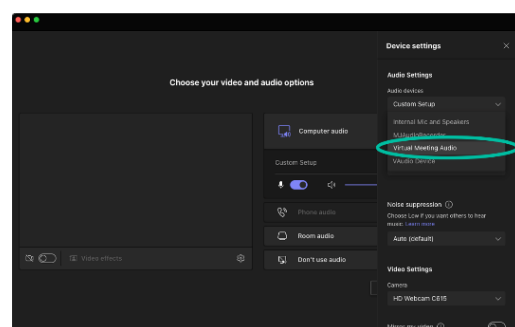 Device settings
Choose your video and audio options
Audio Settings
Audio devices
Custom Setup
Internal Mic and Speakers
Virtual Meeting Audio
VAudio Device
Computer audio
Custom Setup
Phone audio
Room audio
Don't use audio
Video effects
Noise suppression
Choose Low if you want others to hear
music. Learn more
Auto (default)
Video Settings
Camera
HD Webcam C615
Mirror my video